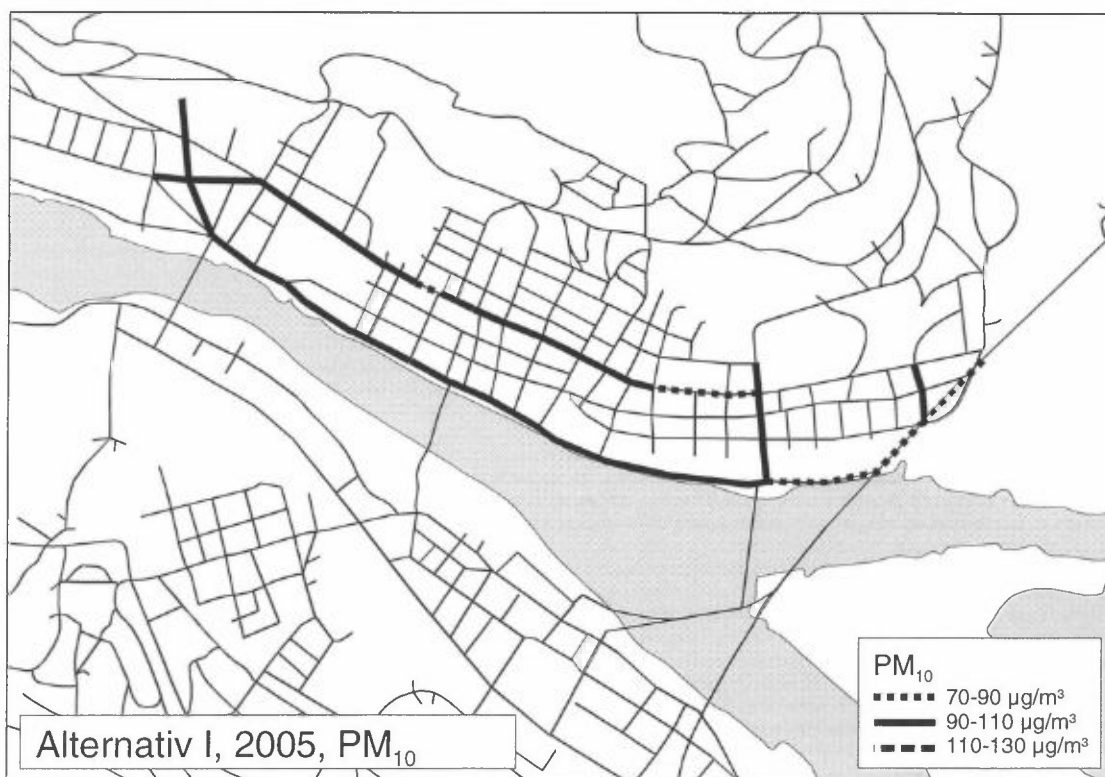 PM₁₀
70-90 µg/m³
90-110 µg/m³
110-130 µg/m³
Alternativ I, 2005, PM₁₀